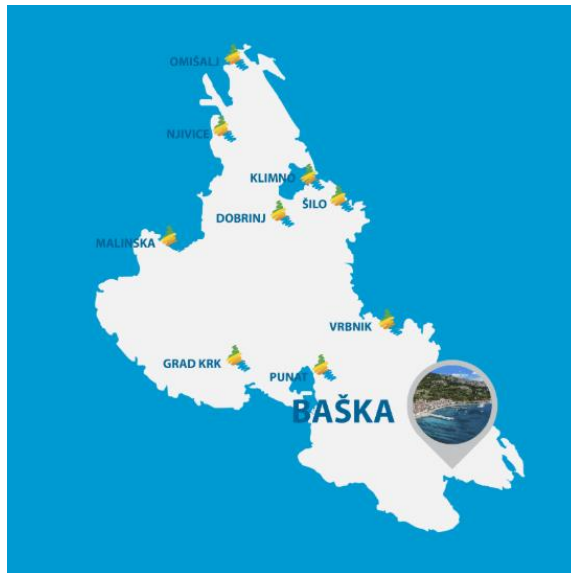 OMIŠALJ
NJIVICE
KLIMNO
ŠILO
DOBRINJ
MALINSKA
VRBNIK
GRAD KRK
PUNAT
BAŠKA